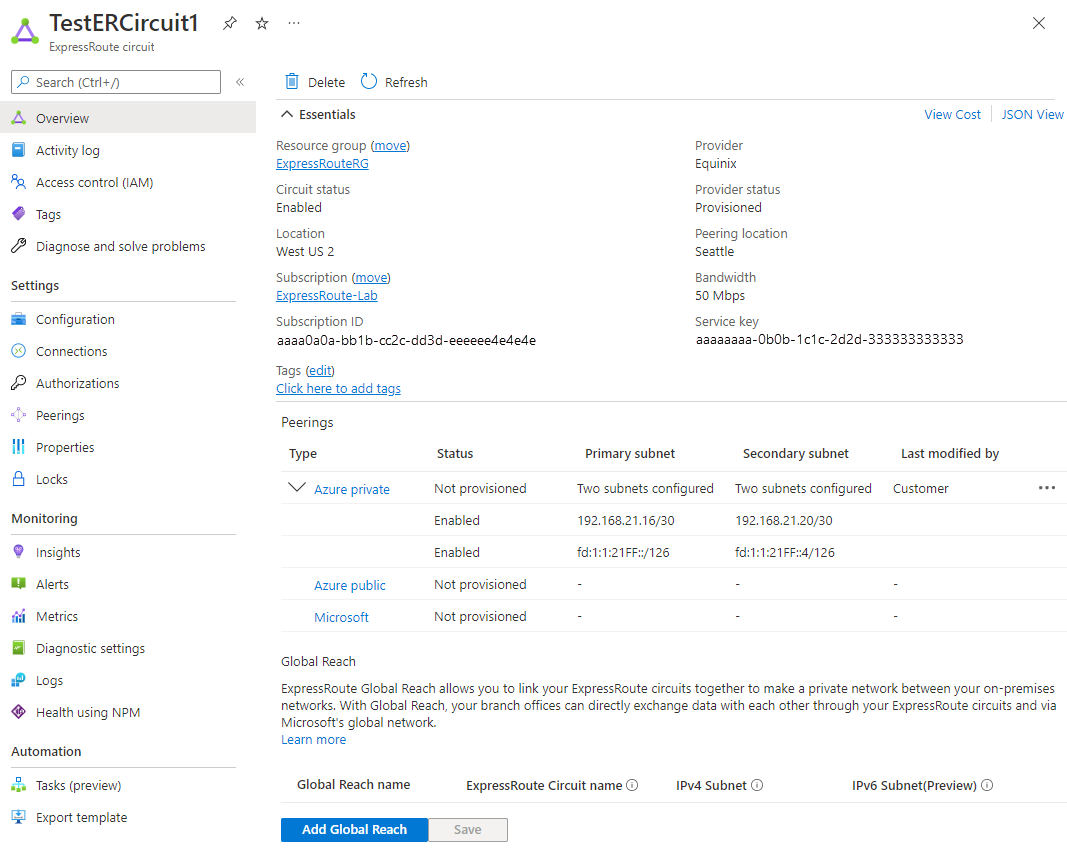 TestERCircuit1
ExpressRoute circuit
Search (Ctrl+/)
Overview
Activity log
Access control (IAM)
Tags
Diagnose and solve problems
Settings
Configuration
Connections
Authorizations
Peerings
Properties
Locks
Monitoring
Insights
Alerts
Metrics
Diagnostic settings
Logs
Health using NPM
Automation
Tasks (preview)
Export template
Delete Refresh
Essentials View Cost JSON View
Resource group (move)
ExpressRouteRG
Circuit status
Enabled
Location
West US 2
Subscription (move)
ExpressRoute-Lab
Subscription ID
aaaa0a0a-bb1b-cc2c-dd3d-eeeeee4e4e4e
Tags (edit)
Click here to add tags
Provider
Equinix
Provider status
Provisioned
Peering location
Seattle
Bandwidth
50 Mbps
Service key
aaaaaaaa-0b0b-1c1c-2d2d-333333333333
Peerings
Type Status Primary subnet Secondary subnet Last modified by
Azure private Not provisioned Two subnets configured Two subnets configured Customer
Enabled 192.168.21.16/30 192.168.21.20/30
Enabled fd:1:1:21FF::/126 fd:1:1:21FF::4/126
Azure public Not provisioned - - -
Microsoft Not provisioned - - -
Global Reach
ExpressRoute Global Reach allows you to link your ExpressRoute circuits together to make a private network between your on-premises
networks. With Global Reach, your branch offices can directly exchange data with each other through your ExpressRoute circuits and via
Microsoft's global network.
Learn more
Global Reach name ExpressRoute Circuit name IPv4 Subnet IPv6 Subnet(Preview)
Add Global Reach Save